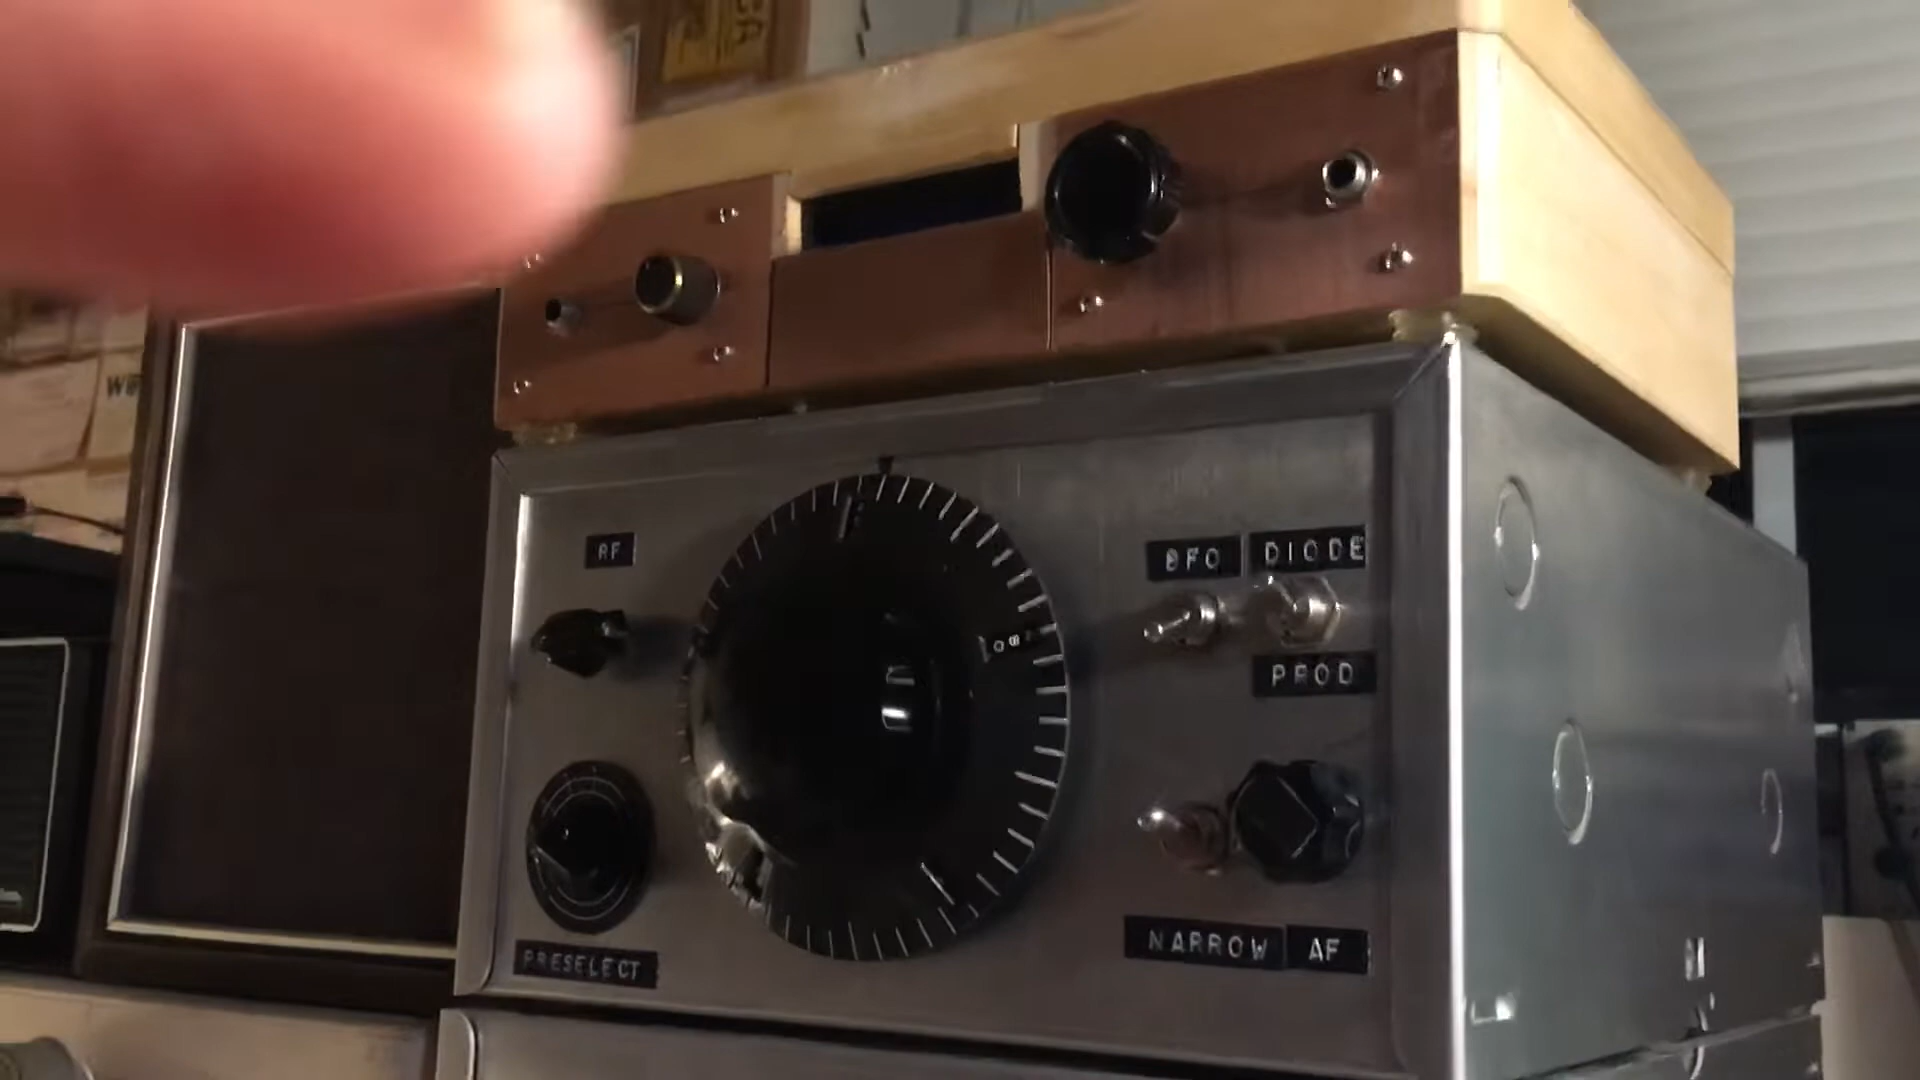 RF
BFO DIODE
PROD
PRESELECT
NARROW AF